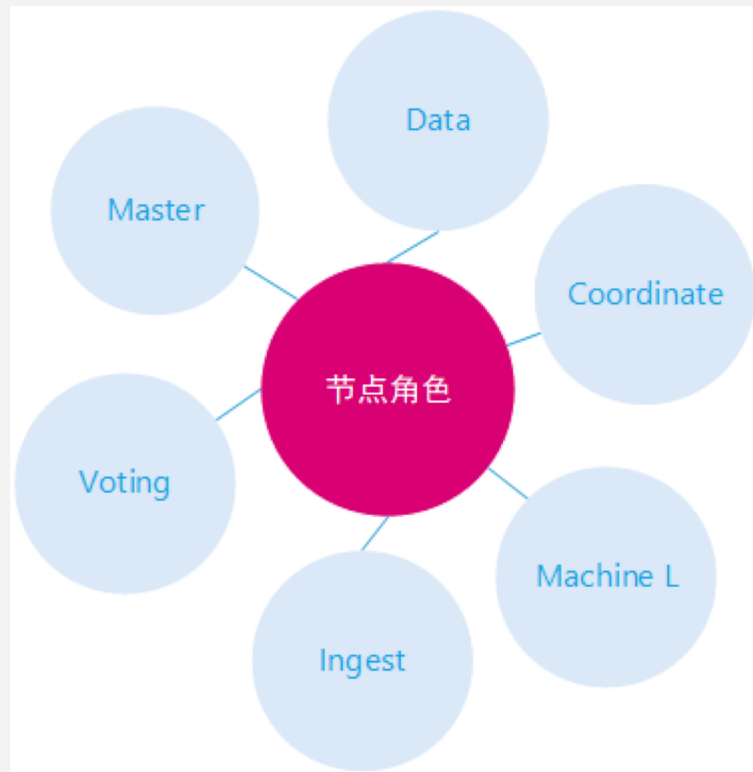 Data
Master
Coordinate
节点角色
Voting
Machine L
Ingest